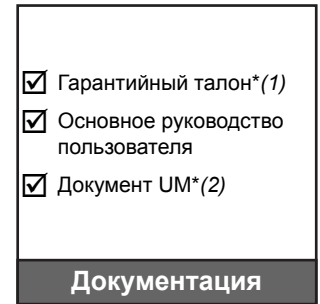 Гарантийный талон*(1)
Основное руководство
пользователя
Документ UM*(2)
Документация